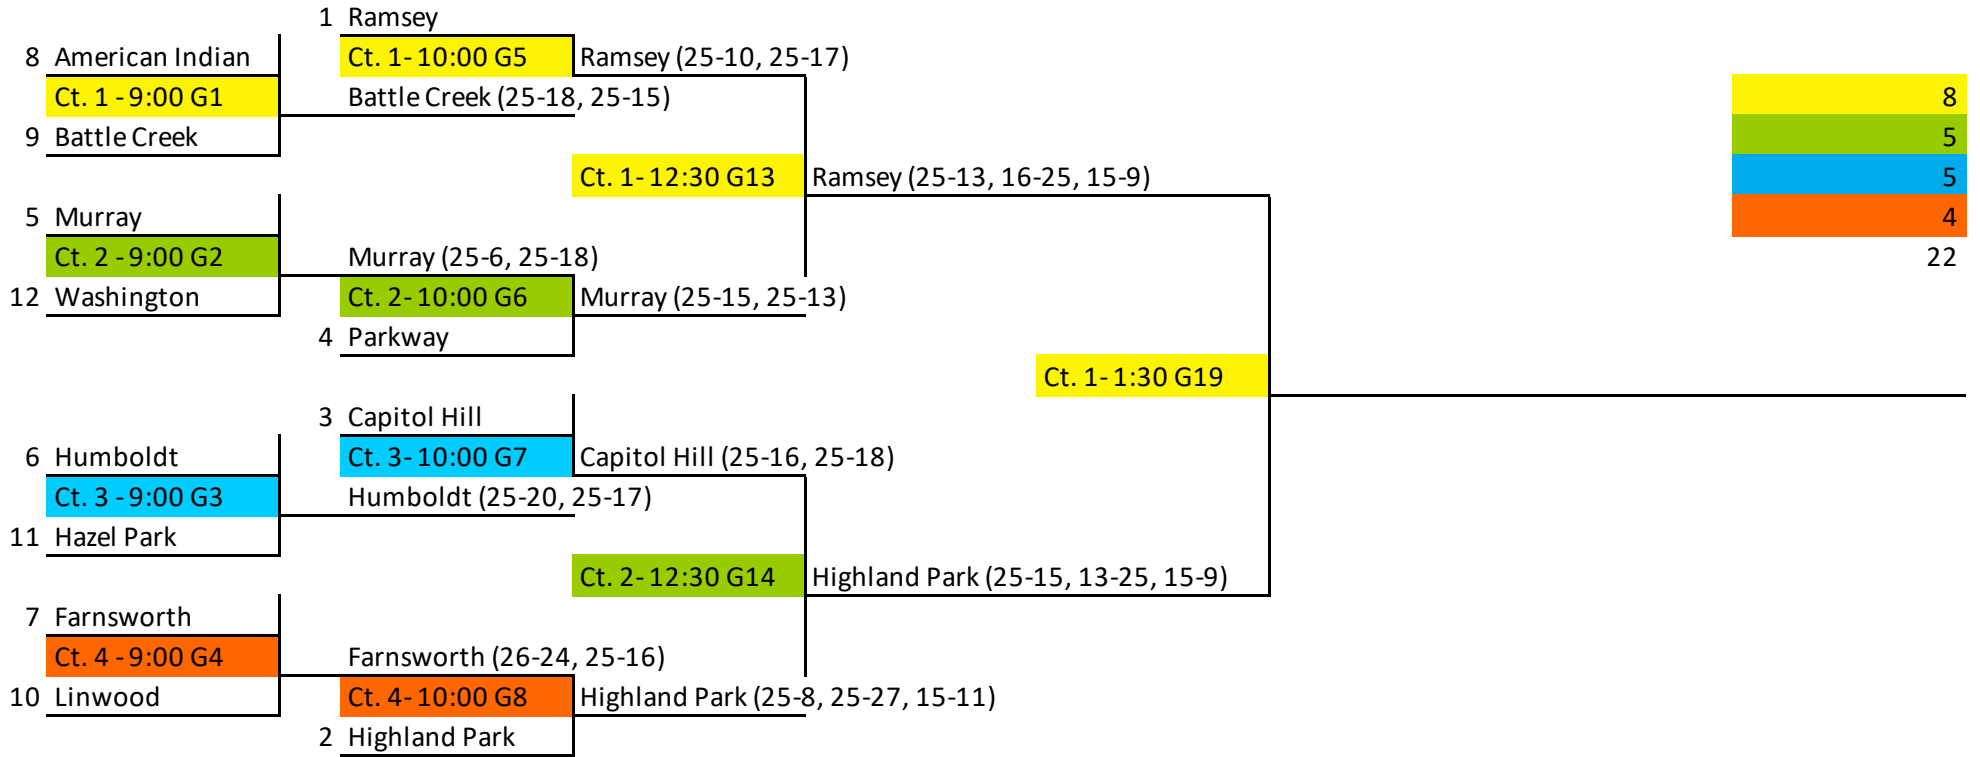 1 Ramsey
8 American Indian
Ct. 1- 10:00 G5
Ramsey (25-10, 25-17)
Ct. 1 - 9:00 G1
Battle Creek (25-18, 25-15)
8
9 Battle Creek
5
Ct. 1- 12:30 G13
Ramsey (25-13, 16-25, 15-9)
5
5 Murray
4
Ct. 2 - 9:00 G2
Murray (25-6, 25-18)
22
12 Washington
Ct. 2- 10:00 G6
Murray (25-15, 25-13)
4 Parkway
Ct. 1- 1:30 G19
3 Capitol Hill
6 Humboldt
Ct. 3- 10:00 G7
Capitol Hill (25-16, 25-18)
Ct. 3 - 9:00 G3
Humboldt (25-20, 25-17)
11 Hazel Park
Ct. 2- 12:30 G14
Highland Park (25-15, 13-25, 15-9)
7 Farnsworth
Ct. 4 - 9:00 G4
Farnsworth (26-24, 25-16)
10 Linwood
Ct. 4- 10:00 G8
Highland Park (25-8, 25-27, 15-11)
2 Highland Park